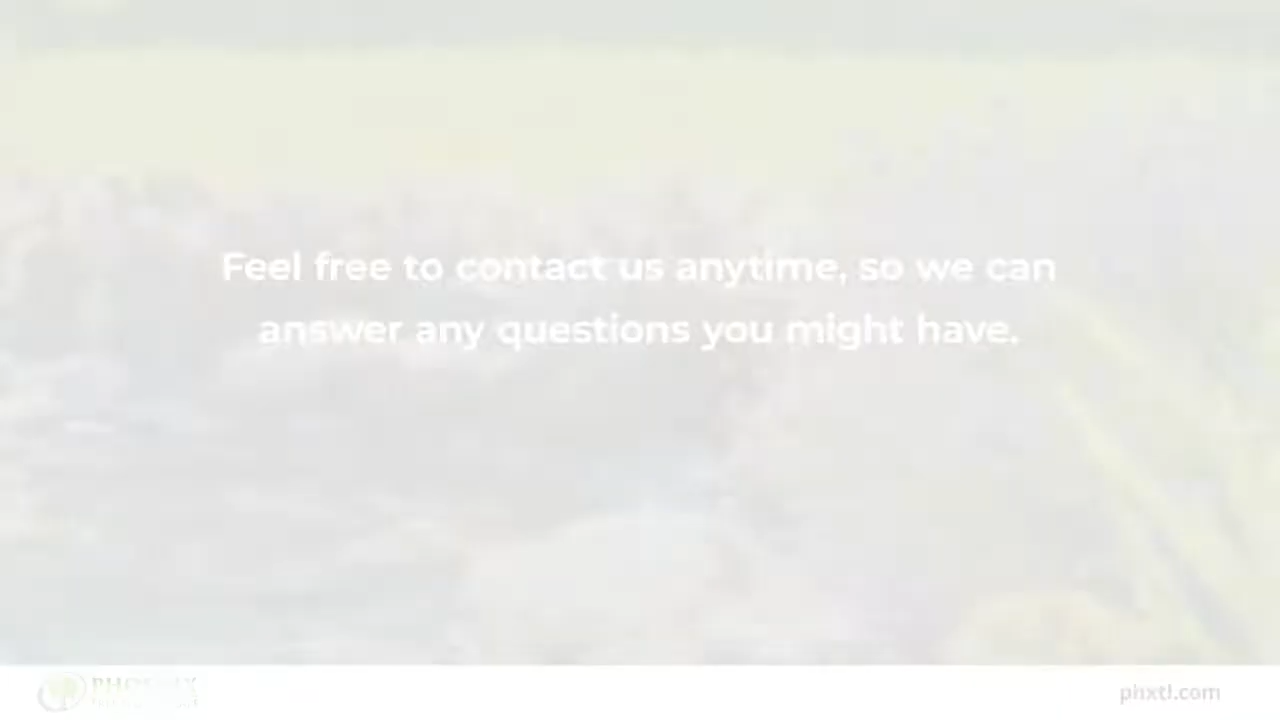 Feel free to contact us anytime, so we can
answer any questions you might have.
phxtl.com